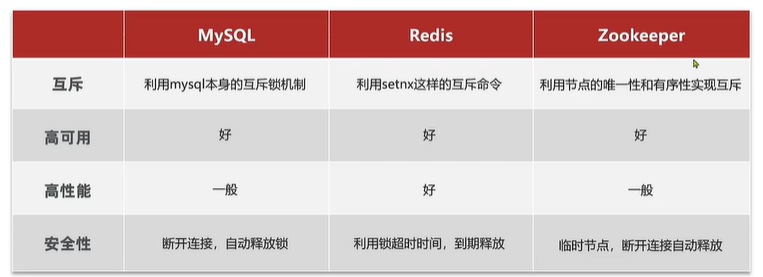 MySQL Redis Zookeeper
互斥 利用mysql本身的互斥锁机制 利用setnx这样的互斥命令 利用节点的唯一性和有序性实现互斥
高可用 好 好 好
高性能 一般 好 一般
安全性 断开连接，自动释放锁 利用锁超时时间，到期释放 临时节点，断开连接自动释放